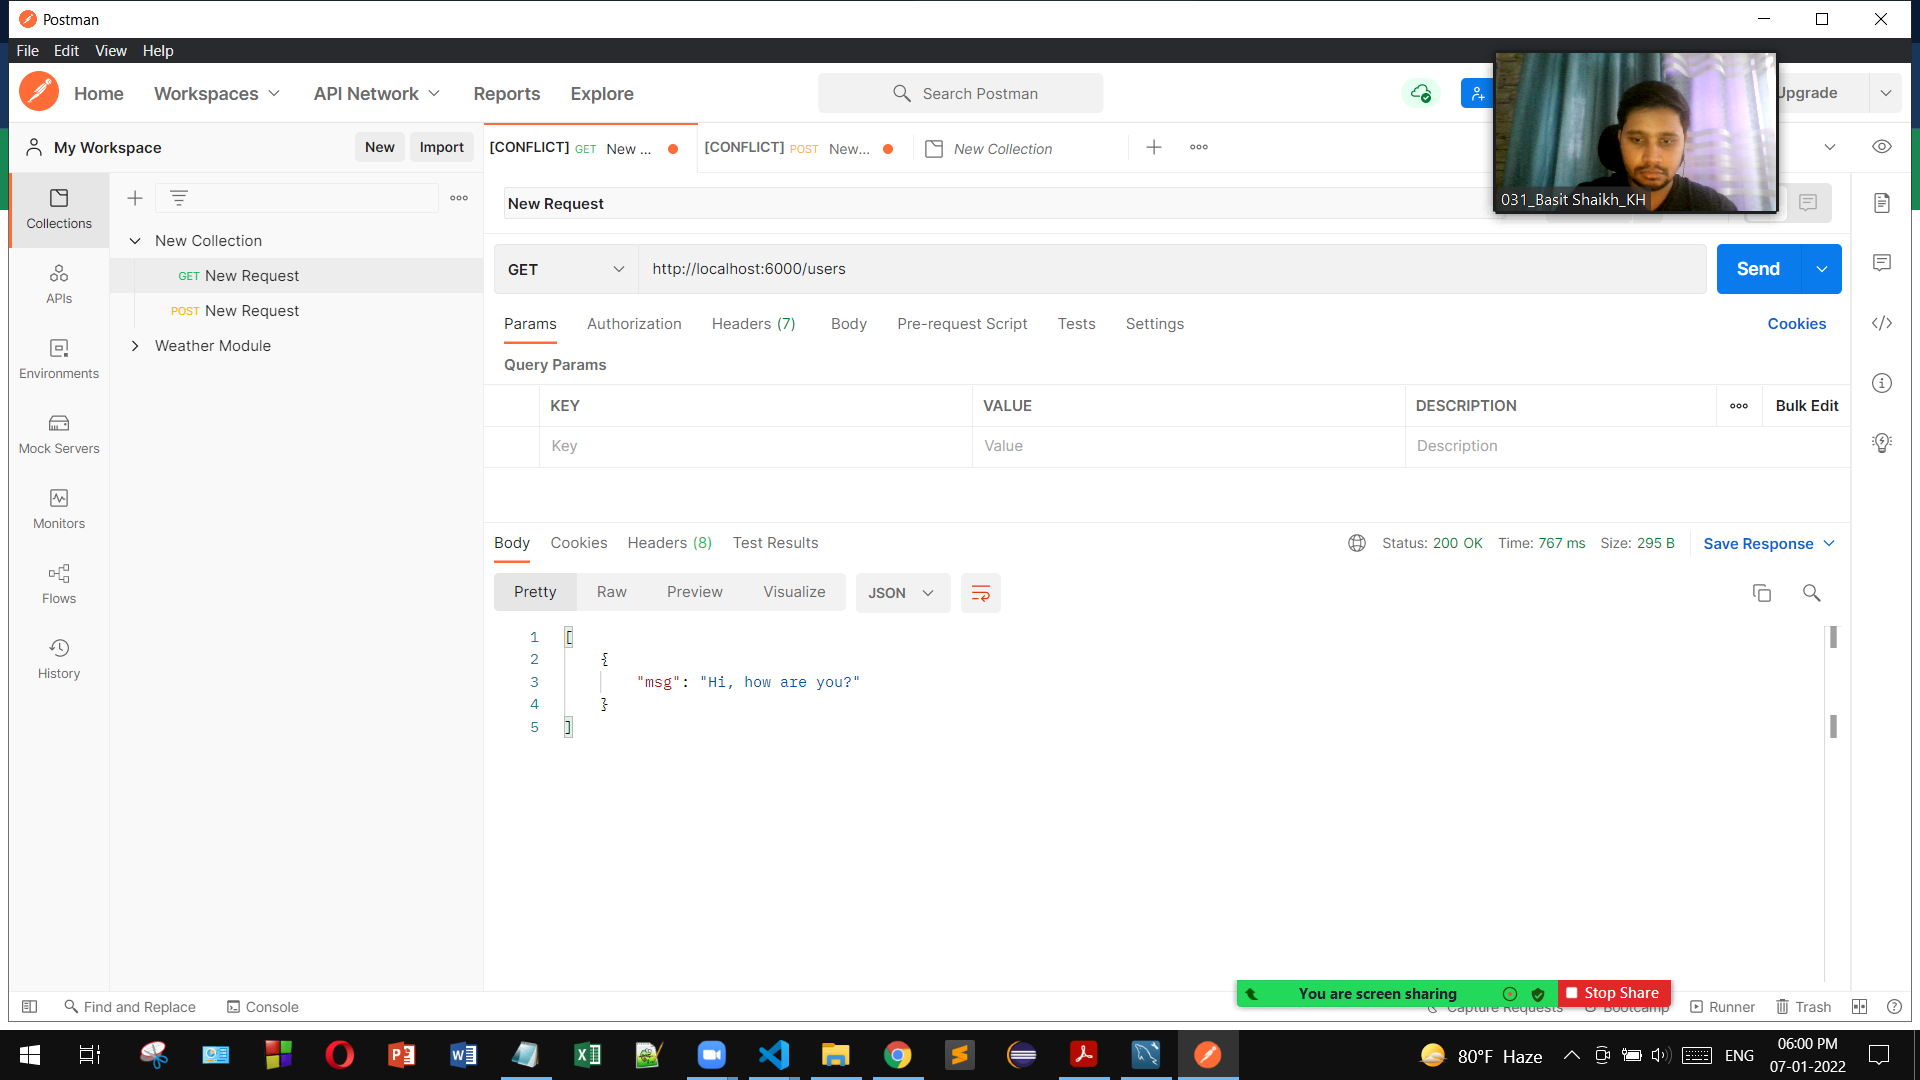 Postman
File Edit View Help
Home Workspaces API Network Reports Explore Search Postman Upgrade
My Workspace New Import [CONFLICT] GET New ... [CONFLICT] POST New... New Collection
031_Basit Shaikh_KH
Collections
New Request
New Collection
GET New Request
POST New Request
Weather Module
APIs
Environments
Mock Servers
Monitors
Flows
History
GET http://localhost:6000/users Send
Params Authorization Headers (7) Body Pre-request Script Tests Settings Cookies
Query Params
KEY VALUE DESCRIPTION Bulk Edit
Key Value Description
Body Cookies Headers (8) Test Results Status: 200 OK Time: 767 ms Size: 295 B Save Response
Pretty Raw Preview Visualize JSON
1 [
2 {
3 "msg": "Hi, how are you?"
4 }
5 ]
You are screen sharing Stop Share
Find and Replace Console Capture Requests Bootcamp Runner Trash
80°F Haze ENG 06:00 PM
07-01-2022